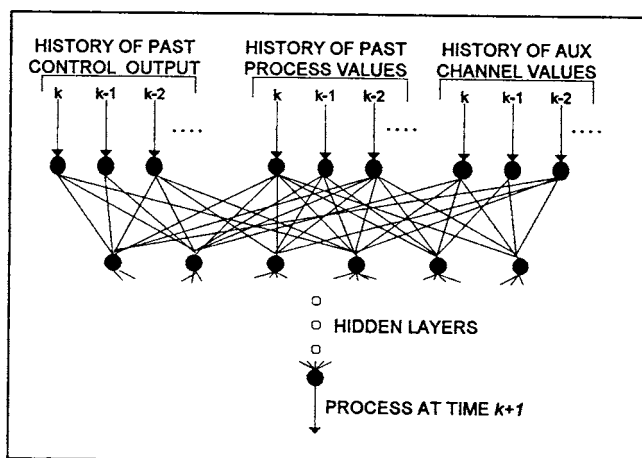 HISTORY OF PAST
CONTROL OUTPUT
HISTORY OF PAST
PROCESS VALUES
HISTORY OF AUX
CHANNEL VALUES
k k-1 k-2 ....
k k-1 k-2 ....
k k-1 k-2 ....
HIDDEN LAYERS
PROCESS AT TIME k+1